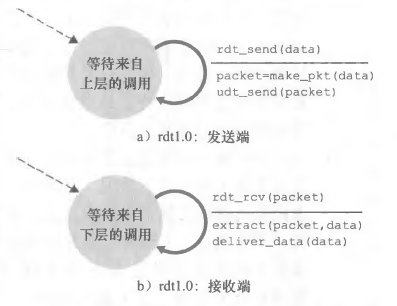 等待来自
上层的调用
rdt_send(data)
packet=make_pkt(data)
udt_send(packet)
a）rdt1.0：发送端
等待来自
下层的调用
rdt_rcv(packet)
extract(packet,data)
deliver_data(data)
b）rdt1.0：接收端